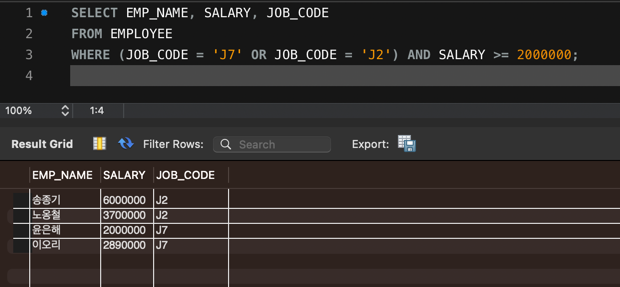 1 SELECT EMP_NAME, SALARY, JOB_CODE
2 FROM EMPLOYEE
3 WHERE (JOB_CODE = 'J7' OR JOB_CODE = 'J2') AND SALARY >= 2000000;
4
100% 1:4
Result Grid Filter Rows: Search Export:
EMP_NAME SALARY JOB_CODE
송종기 6000000 J2
노옹철 3700000 J2
윤은해 2000000 J7
이오리 2890000 J7